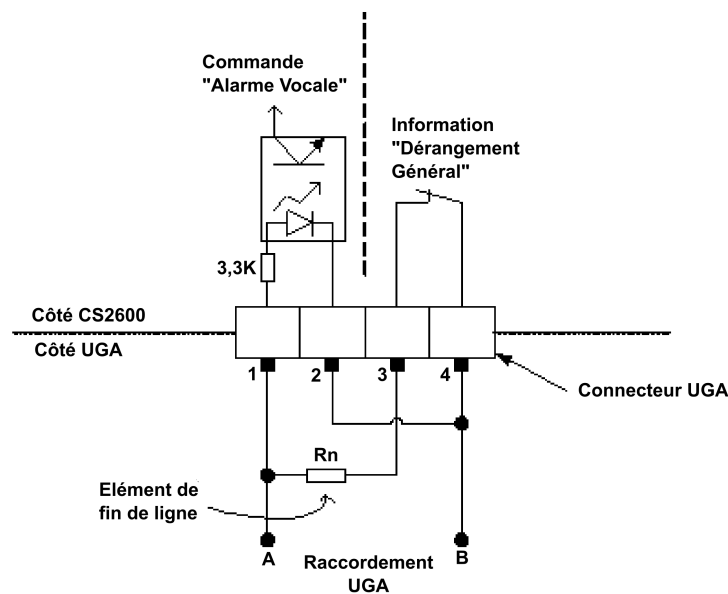 Commande
"Alarme Vocale"
Information
"Dérangement
Général"
3,3K
Côté CS2600
Côté UGA
1
2
3
4
Connecteur UGA
Rn
Elément de
fin de ligne
A
Raccordement
UGA
B